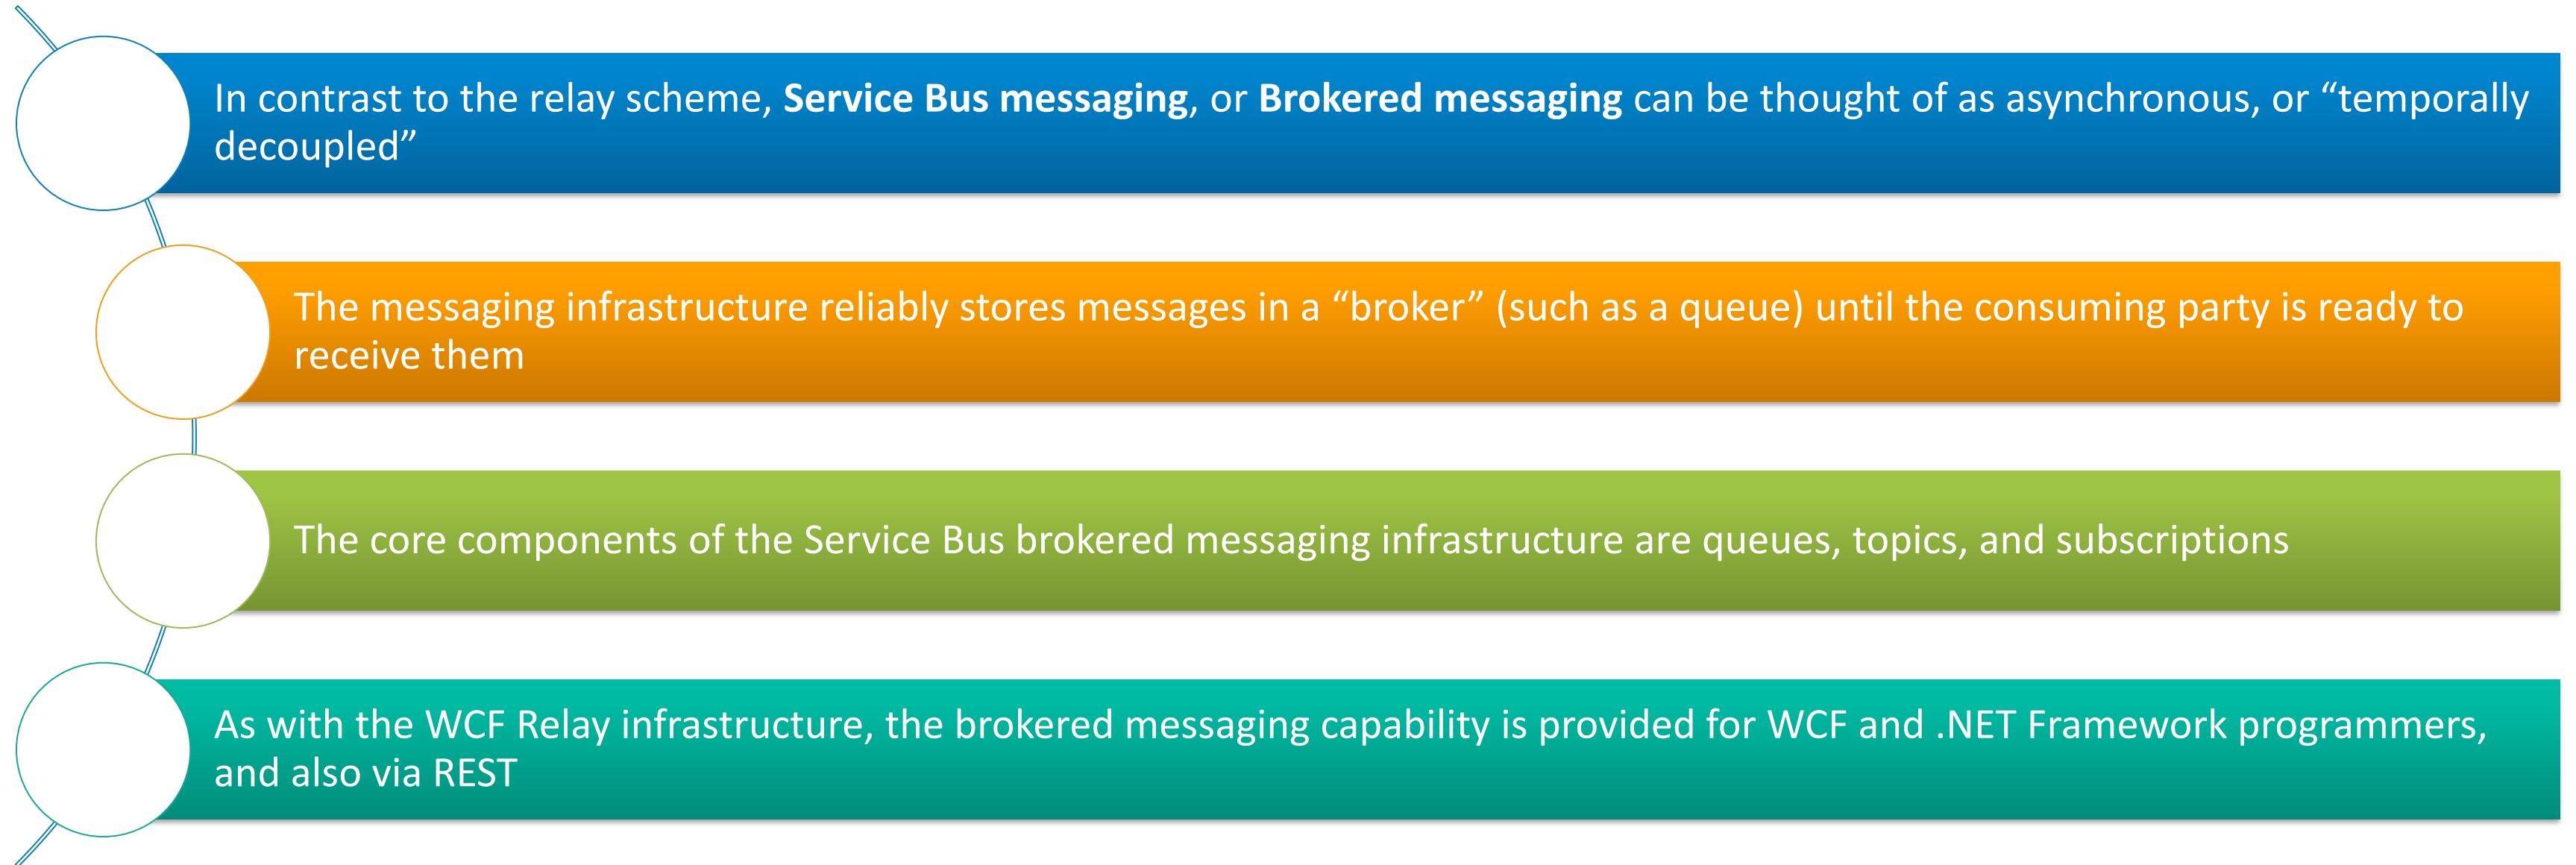 In contrast to the relay scheme, Service Bus messaging, or Brokered messaging can be thought of as asynchronous, or “temporally
decoupled”
The messaging infrastructure reliably stores messages in a “broker” (such as a queue) until the consuming party is ready to
receive them
The core components of the Service Bus brokered messaging infrastructure are queues, topics, and subscriptions
As with the WCF Relay infrastructure, the brokered messaging capability is provided for WCF and .NET Framework programmers,
and also via REST